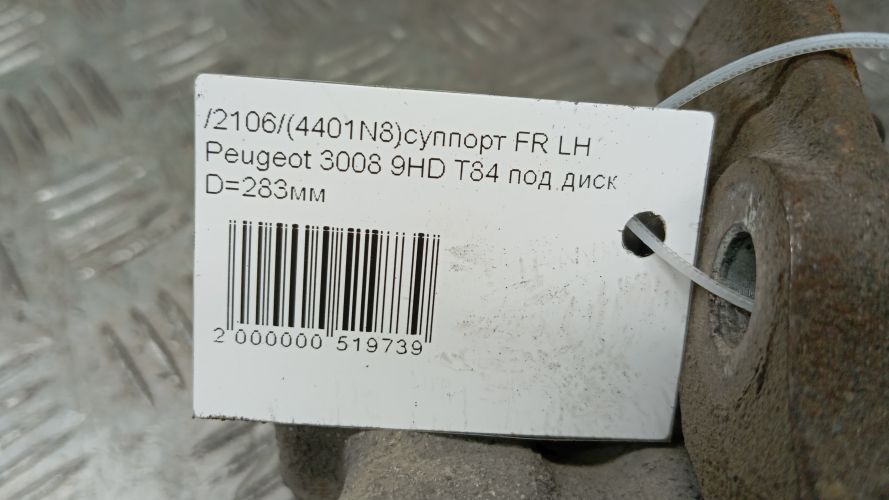 /2106/(4401N8)суппорт FR LH
Peugeot 3008 9HD T84 под диск
D=283мм
2 000000 519739